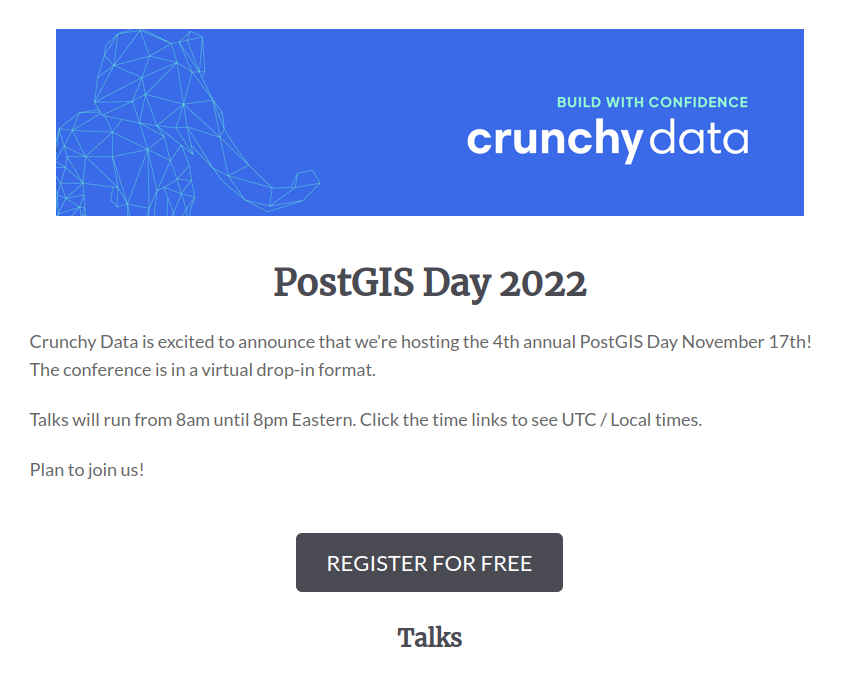 BUILD WITH CONFIDENCE
crunchy data
PostGIS Day 2022
Crunchy Data is excited to announce that we’re hosting the 4th annual PostGIS Day November 17th!
The conference is in a virtual drop-in format.
Talks will run from 8am until 8pm Eastern. Click the time links to see UTC / Local times.
Plan to join us!
REGISTER FOR FREE
Talks